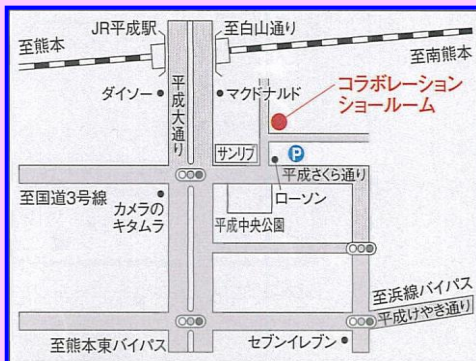 JR平成駅
至白山通り
至熊本
至南熊本
ダイソー
平成大通り
マクドナルド
コラボレーション
ショールーム
サンリブ
P
平成さくら通り
至国道3号線
カメラの
キタムラ
ローソン
平成中央公園
至浜線バイパス
平成けやき通り
至熊本東バイパス
セブンイレブン